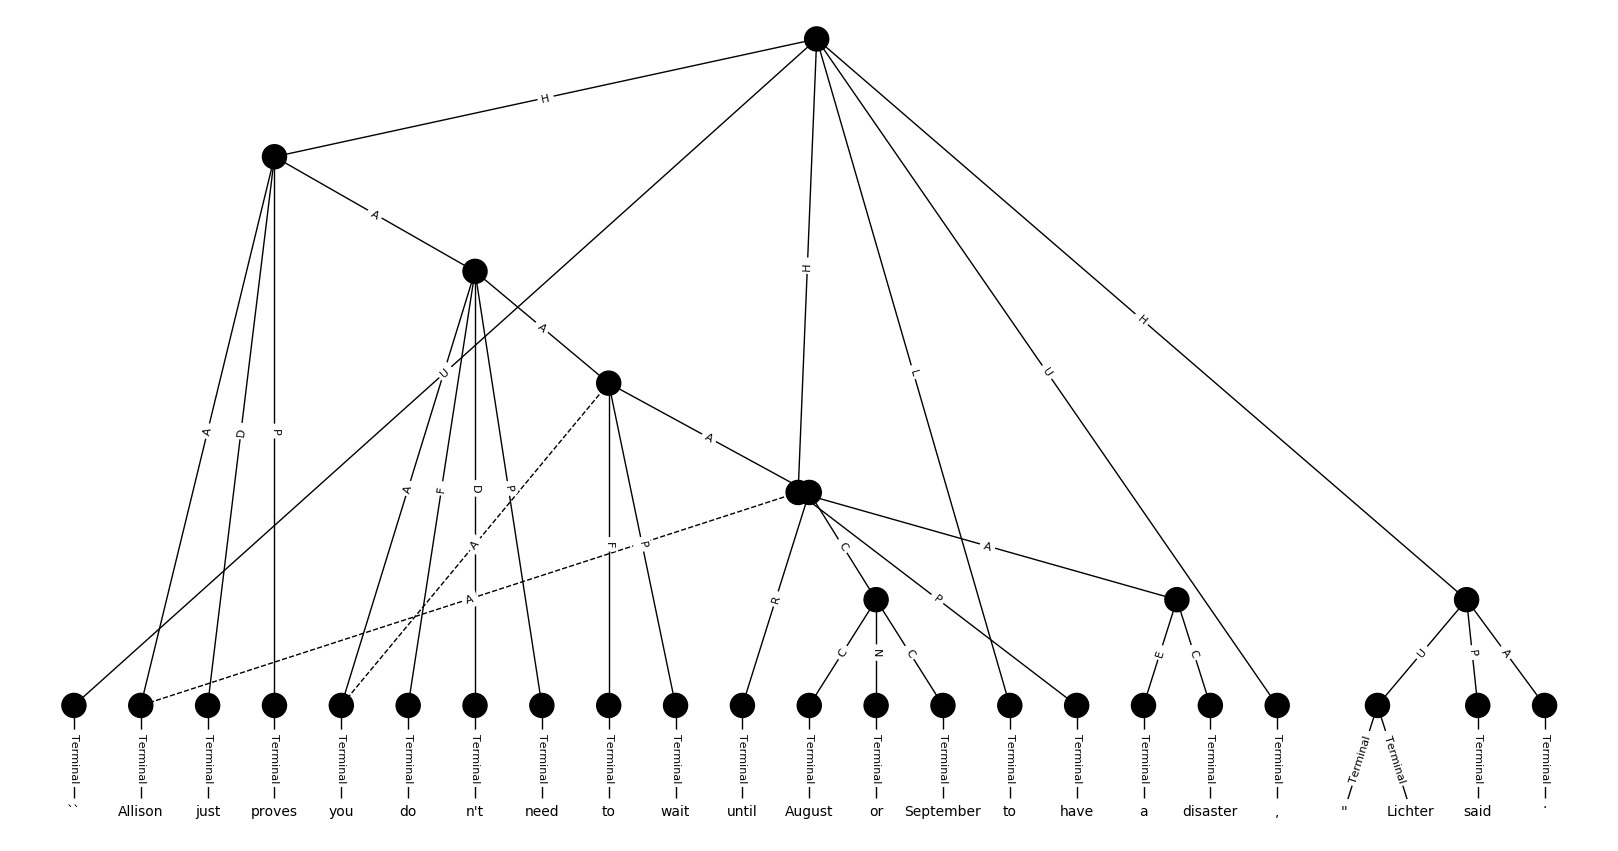 H
A
U
A
H
L
U
H
A
D
P
A
F
D
P
A
A
F
P
A
R
C
P
A
C
N
C
E
C
U
P
A
Terminal Terminal Terminal Terminal Terminal Terminal Terminal Terminal Terminal Terminal Terminal Terminal Terminal Terminal Terminal Terminal Terminal Terminal Terminal Terminal Terminal Terminal Terminal
`` Allison just proves you do n't need to wait until August or September to have a disaster , " Lichter said .